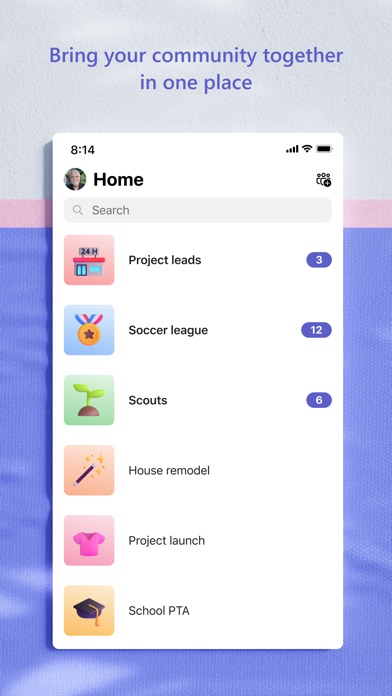 Bring your community together
in one place
8:14
Home
Search
24 H
Project leads
3
Soccer league
12
Scouts
6
House remodel
Project launch
School PTA